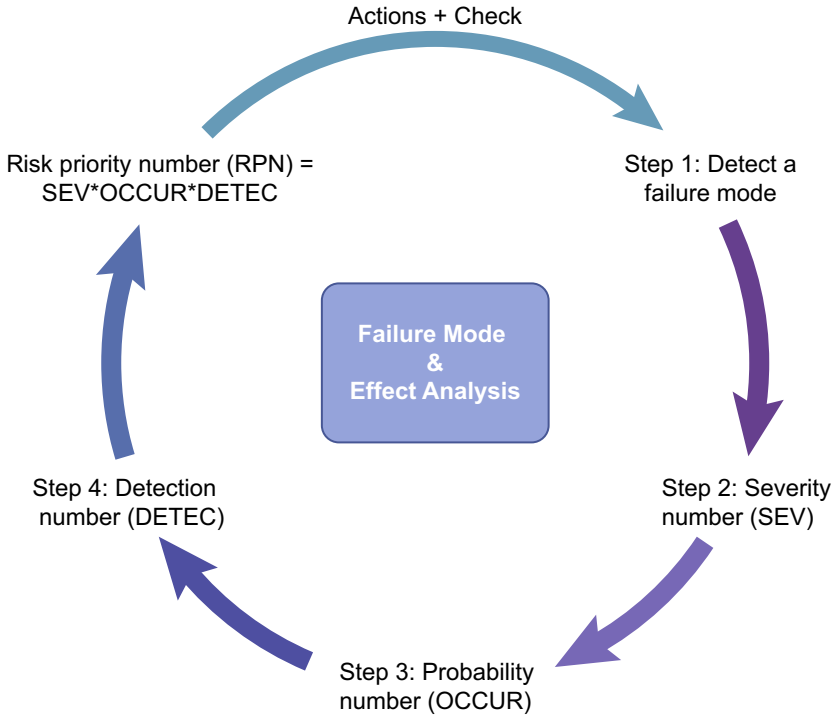 Actions + Check
Risk priority number (RPN) =
SEV*OCCUR*DETEC
Step 1: Detect a
failure mode
Failure Mode
&
Effect Analysis
Step 2: Severity
number (SEV)
Step 3: Probability
number (OCCUR)
Step 4: Detection
number (DETEC)